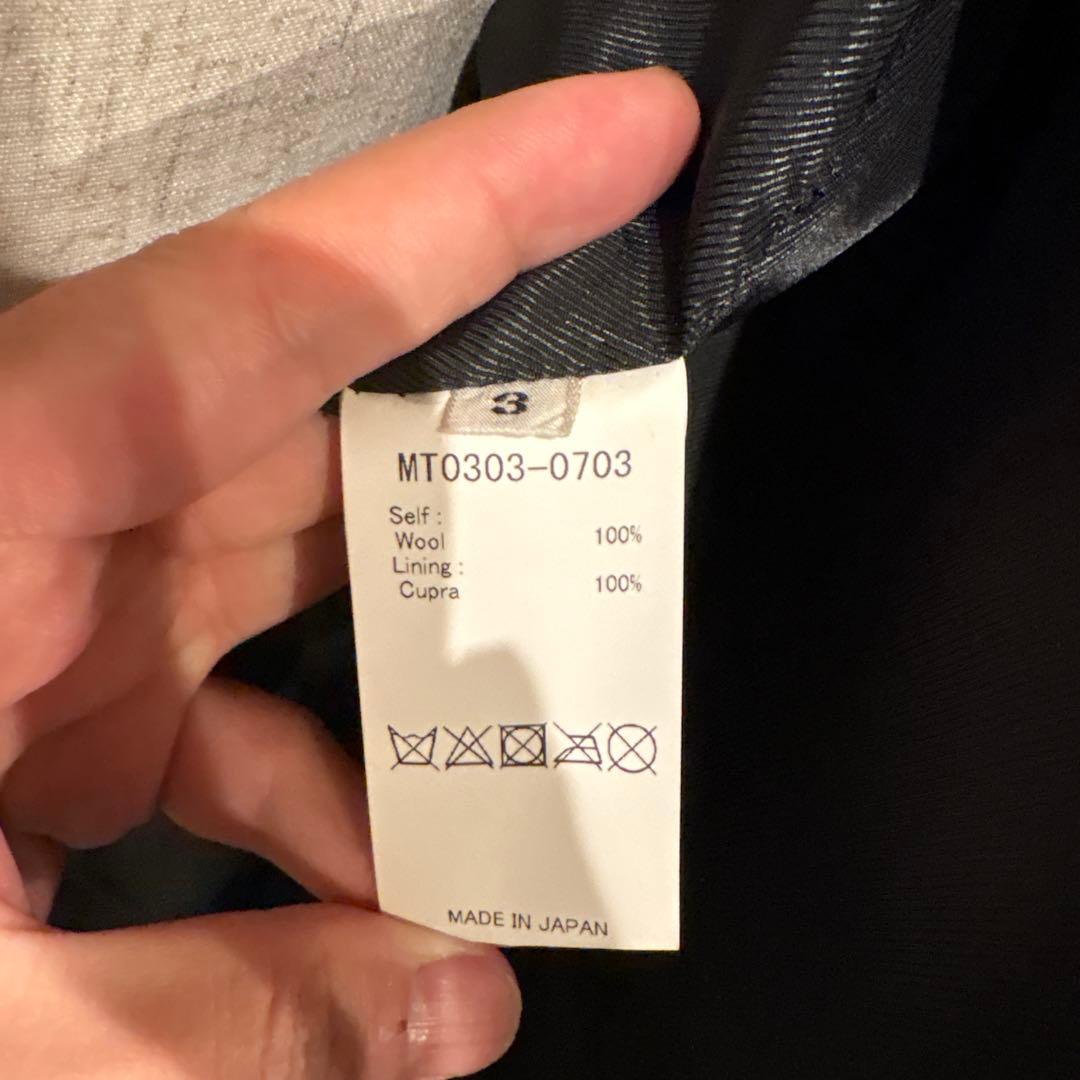 3
MT0303-0703
Self :
Wool 100%
Lining :
Cupra 100%
MADE IN JAPAN